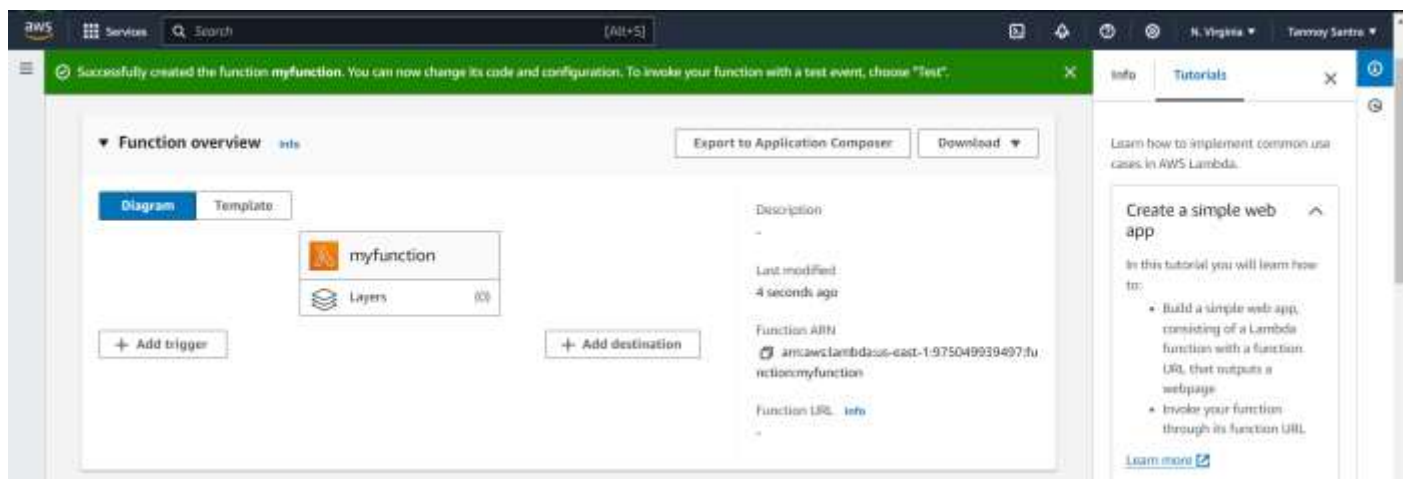 aws
Services
Search
[Alt+S]
N. Virginia
Tanmoy Santra
Successfully created the function myfunction. You can now change its code and configuration. To invoke your function with a test event, choose "Test".
Info
Tutorials
Function overview Info
Export to Application Composer
Download
Learn how to implement common use
cases in AWS Lambda.
Diagram
Template
Description
-
Create a simple web
app
myfunction
Layers
(0)
Last modified
4 seconds ago
In this tutorial you will learn how
to:
+ Add trigger
+ Add destination
Function ARN
arn:aws:lambda:us-east-1:975049939497:fu
nction:myfunction
• Build a simple web app,
consisting of a Lambda
function with a function
URL that outputs a
webpage
Function URL Info
-
• Invoke your function
through its function URL
Learn more